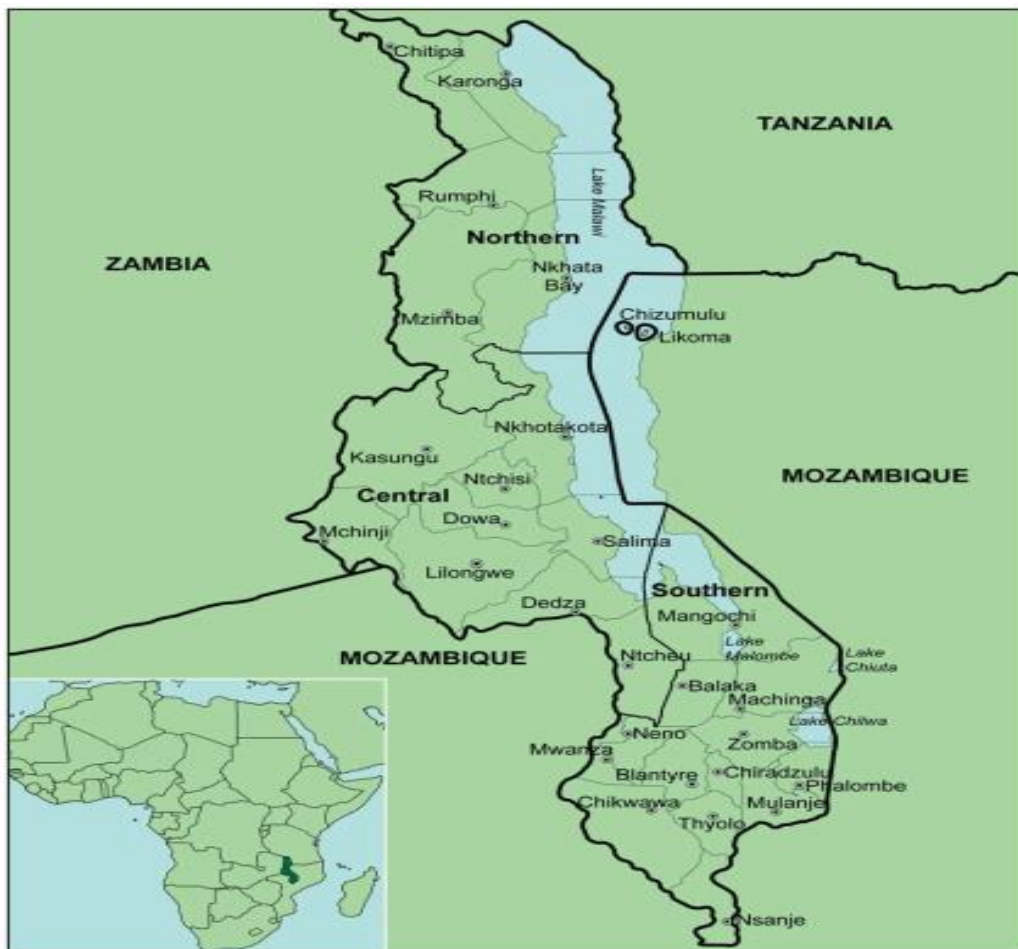 Chitipa
Karonga
TANZANIA
Lake Malawi
Rumphi
Northern
ZAMBIA
Nkhata
Bay
Chizumulu
Mzimba
Likoma
Nkhotakota
Kasungu
Ntchisi
MOZAMBIQUE
Central
Dowa
Mchinji
Salima
Lilongwe
Southern
Dedza
Mangochi
Lake
Malombe
MOZAMBIQUE
Ntcheu
Lake
Chiuta
Balaka
Machinga
Lake Chilwa
Neno
Zomba
Mwanza
Blantyre
Chiradzulu
Phalombe
Chikwawa
Mulanje
Thyolo
Nsanje